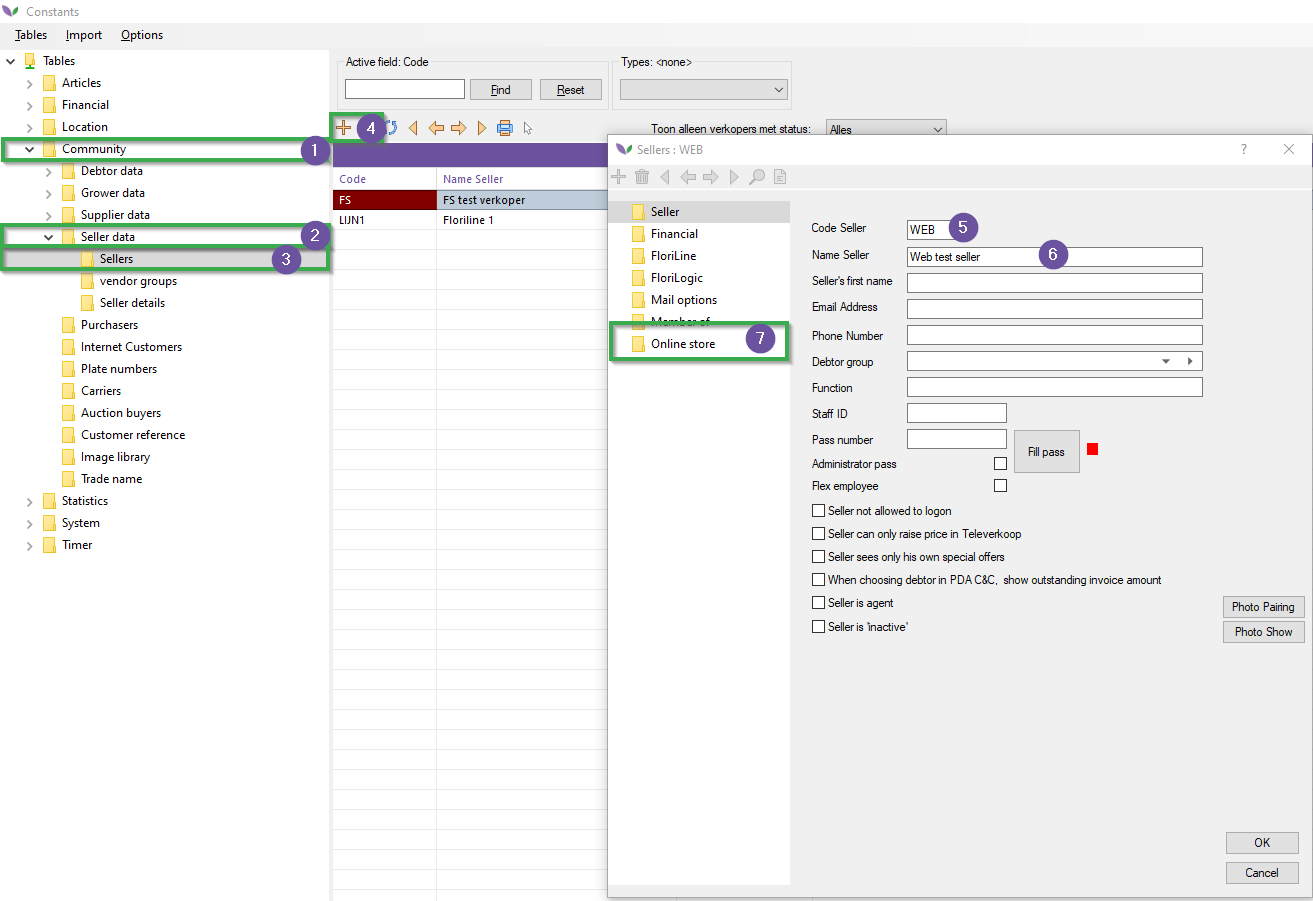 Constants
Tables Import Options
Tables
Articles
Financial
Location
Community 1
Debtor data
Grower data
Supplier data
Seller data 2
Sellers 3
vendor groups
Seller details
Purchasers
Internet Customers
Plate numbers
Carriers
Auction buyers
Customer reference
Image library
Trade name
Statistics
System
Timer
Active field: Code
Find Reset
Types: <none>
4
Toon alleen verkopers met status: Alles
Code Name Seller
FS FS test verkoper
LIJN1 Floriline 1
Sellers : WEB ?
Seller
Financial
FloriLine
FloriLogic
Mail options
Member of
Online store 7
Code Seller WEB 5
Name Seller Web test seller 6
Seller's first name
Email Address
Phone Number
Debtor group
Function
Staff ID
Pass number
Fill pass
Administrator pass
Flex employee
Seller not allowed to logon
Seller can only raise price in Televerkoop
Seller sees only his own special offers
When choosing debtor in PDA C&C, show outstanding invoice amount
Seller is agent
Seller is 'inactive'
Photo Pairing
Photo Show
OK
Cancel